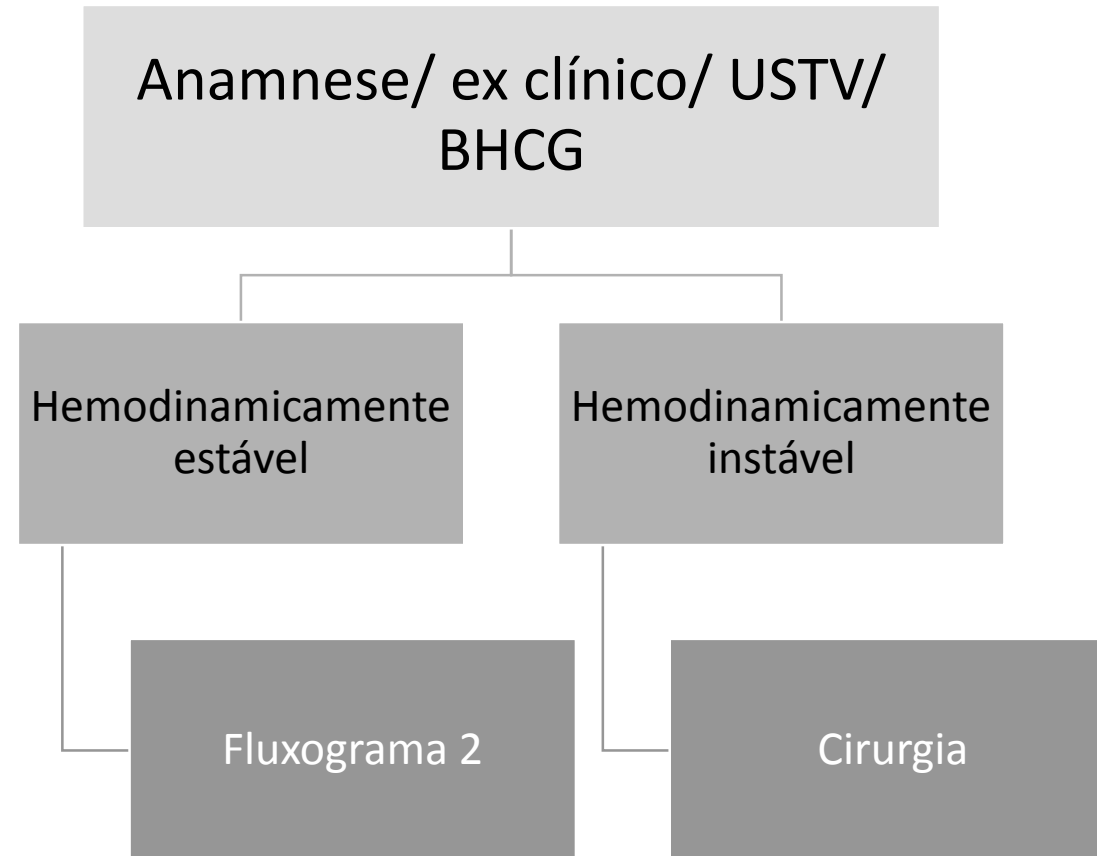 Anamnese/ ex clínico/ USTV/
BHCG
Hemodinamicamente
estável
Hemodinamicamente
instável
Fluxograma 2
Cirurgia